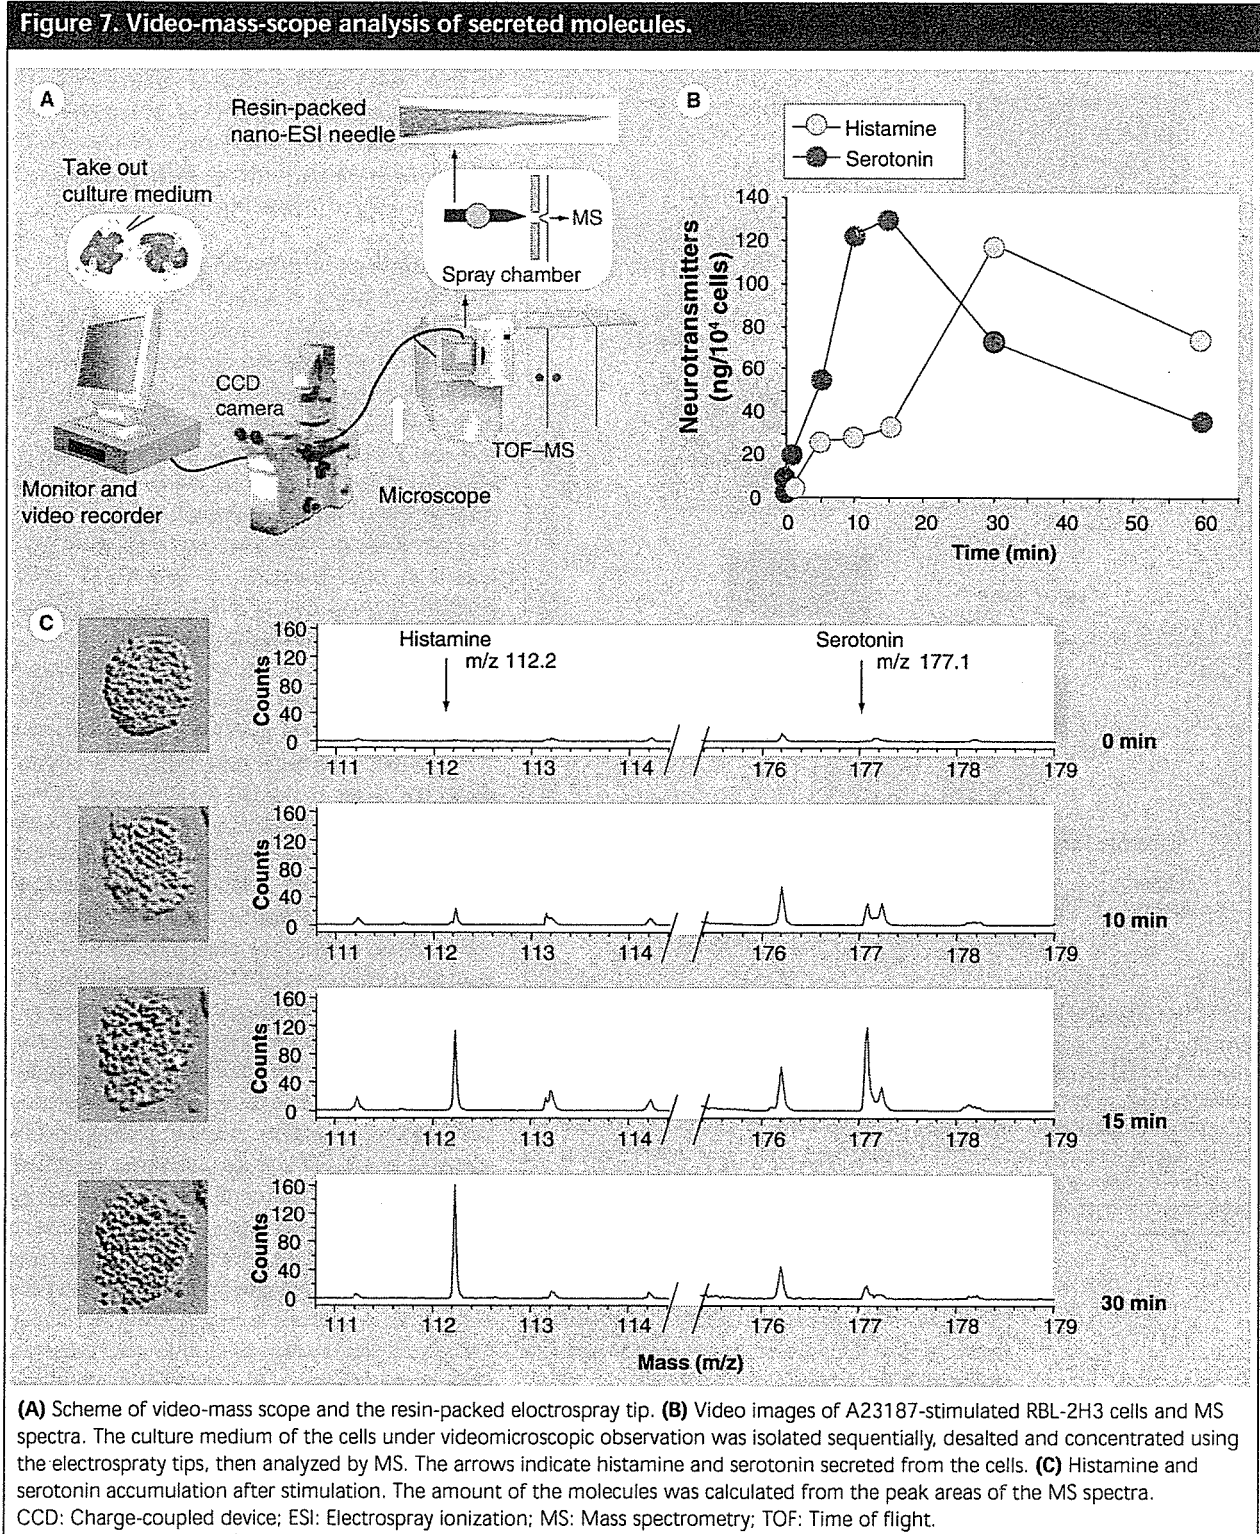 Figure 7. Video-mass-scope analysis of secreted molecules.
A
Resin-packed
nano-ESI needle
Take out
culture medium
MS
Spray chamber
CCD
camera
TOF–MS
Monitor and
video recorder
Microscope
B
Histamine
Serotonin
Neurotransmitters
(ng/10⁴ cells)
140
120
100
80
60
40
20
0
0 10 20 30 40 50 60
Time (min)
C
Counts
160
120
80
40
0
Histamine
m/z 112.2
Serotonin
m/z 177.1
111 112 113 114 176 177 178 179
0 min
Counts
160
120
80
40
0
111 112 113 114 176 177 178 179
10 min
Counts
160
120
80
40
0
111 112 113 114 176 177 178 179
15 min
Counts
160
120
80
40
0
111 112 113 114 176 177 178 179
30 min
Mass (m/z)
(A) Scheme of video-mass scope and the resin-packed eloctrospray tip. (B) Video images of A23187-stimulated RBL-2H3 cells and MS
spectra. The culture medium of the cells under videomicroscopic observation was isolated sequentially, desalted and concentrated using
the electrospraty tips, then analyzed by MS. The arrows indicate histamine and serotonin secreted from the cells. (C) Histamine and
serotonin accumulation after stimulation. The amount of the molecules was calculated from the peak areas of the MS spectra.
CCD: Charge-coupled device; ESI: Electrospray ionization; MS: Mass spectrometry; TOF: Time of flight.